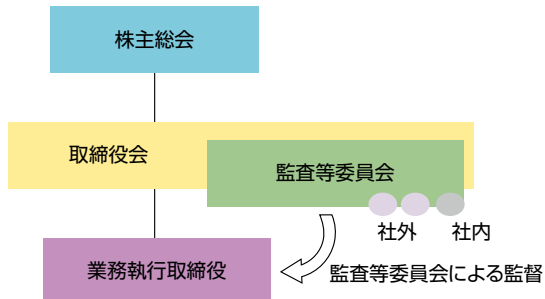 株主総会
取締役会
監査等委員会
社外
社内
業務執行取締役
監査等委員会による監督